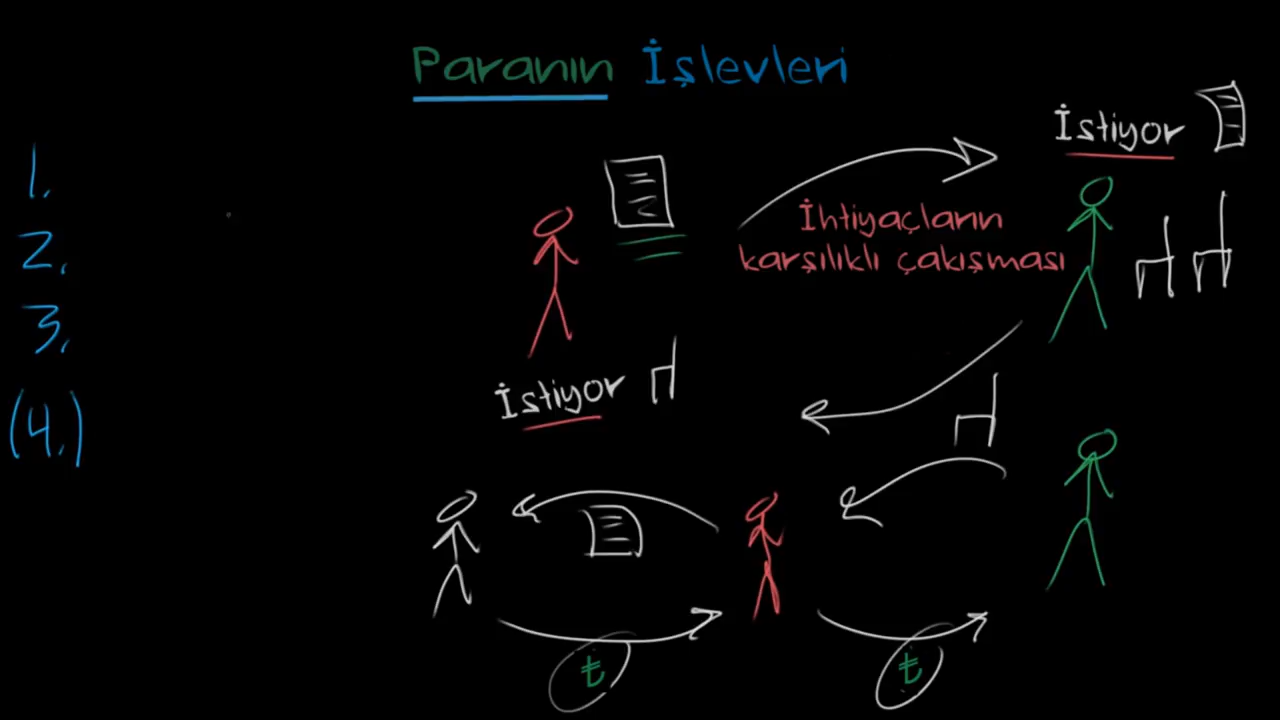 Paranın İşlevleri
İstiyor
1.
2.
3.
(4.)
İhtiyaçların
karşılıklı çakışması
İstiyor
₺
₺